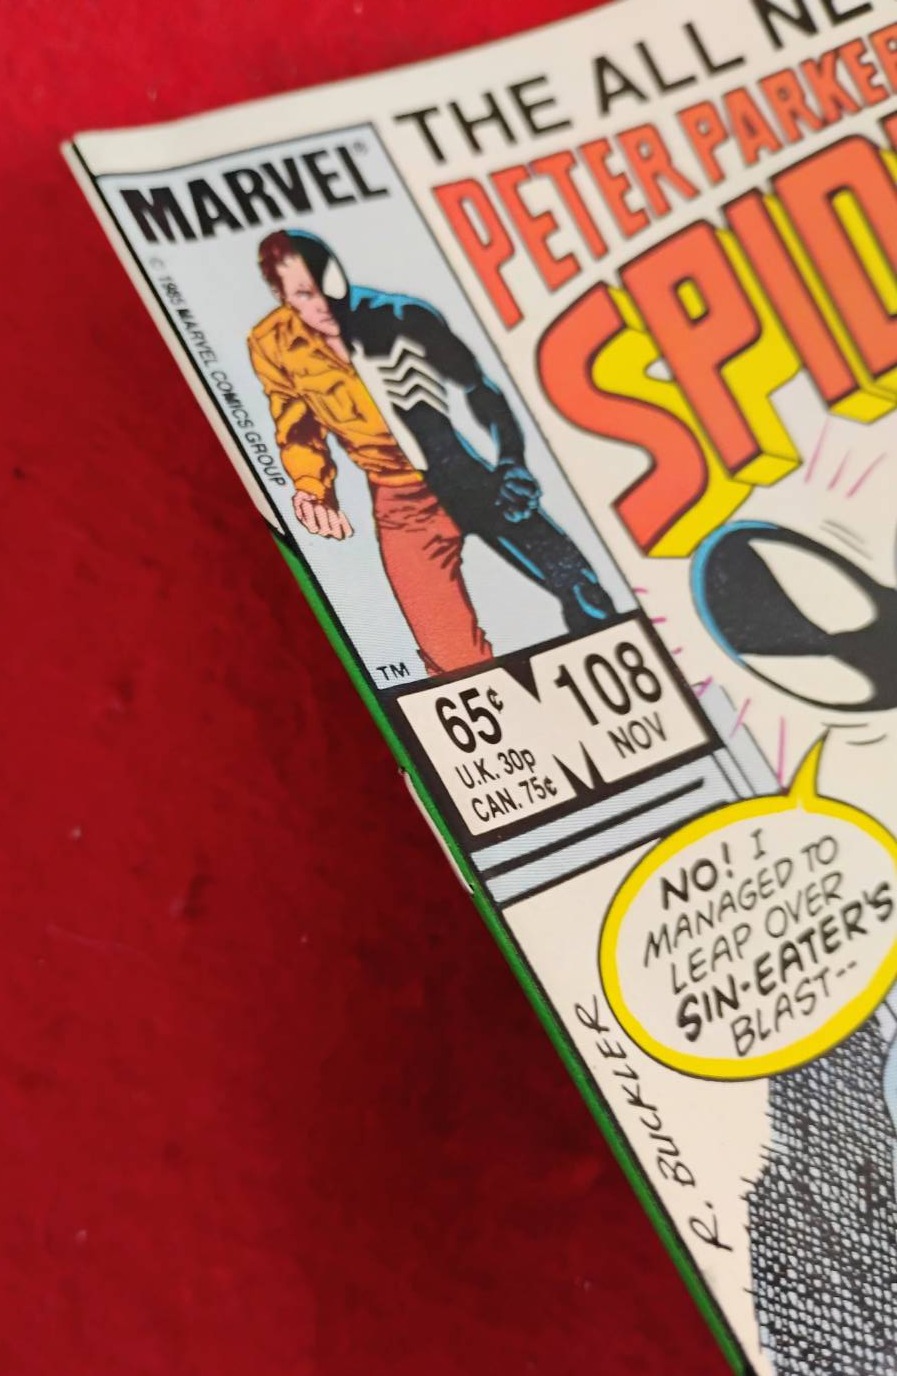 THE ALL NE
PETER PARKER
SPID
MARVEL®
© 1985 MARVEL COMICS GROUP
TM
65¢
U.K. 30p
CAN. 75¢
108
NOV
NO! I
MANAGED TO
LEAP OVER
SIN-EATER'S
BLAST--
R. BUCKLER